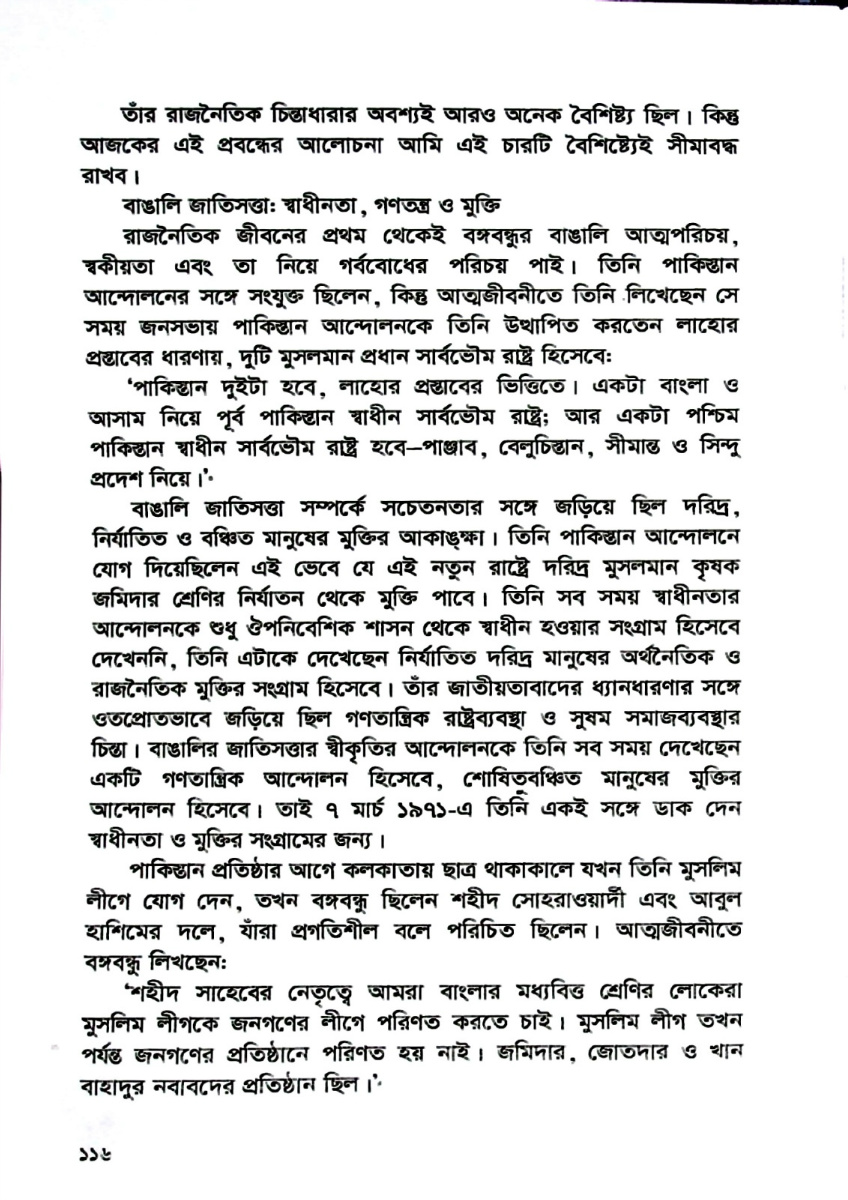 তাঁর রাজনৈতিক চিন্তাধারার অবশ্যই আরও অনেক বৈশিষ্ট্য ছিল। কিন্তু
আজকের এই প্রবন্ধের আলোচনা আমি এই চারটি বৈশিষ্ট্যেই সীমাবদ্ধ
রাখব।
বাঙালি জাতিসত্তা: স্বাধীনতা, গণতন্ত্র ও মুক্তি
রাজনৈতিক জীবনের প্রথম থেকেই বঙ্গবন্ধুর বাঙালি আত্মপরিচয়,
স্বকীয়তা এবং তা নিয়ে গর্ববোধের পরিচয় পাই। তিনি পাকিস্তান
আন্দোলনের সঙ্গে সংযুক্ত ছিলেন, কিন্তু আত্মজীবনীতে তিনি লিখেছেন সে
সময় জনসভায় পাকিস্তান আন্দোলনকে তিনি উত্থাপিত করতেন লাহোর
প্রস্তাবের ধারণায়, দুটি মুসলমান প্রধান সার্বভৌম রাষ্ট্র হিসেবে:
'পাকিস্তান দুইটা হবে, লাহোর প্রস্তাবের ভিত্তিতে। একটা বাংলা ও
আসাম নিয়ে পূর্ব পাকিস্তান স্বাধীন সার্বভৌম রাষ্ট্র; আর একটা পশ্চিম
পাকিস্তান স্বাধীন সার্বভৌম রাষ্ট্র হবে—পাঞ্জাব, বেলুচিস্তান, সীমান্ত ও সিন্দু
প্রদেশ নিয়ে।'
বাঙালি জাতিসত্তা সম্পর্কে সচেতনতার সঙ্গে জড়িয়ে ছিল দরিদ্র,
নির্যাতিত ও বঞ্চিত মানুষের মুক্তির আকাঙ্ক্ষা। তিনি পাকিস্তান আন্দোলনে
যোগ দিয়েছিলেন এই ভেবে যে এই নতুন রাষ্ট্রে দরিদ্র মুসলমান কৃষক
জমিদার শ্রেণির নির্যাতন থেকে মুক্তি পাবে। তিনি সব সময় স্বাধীনতার
আন্দোলনকে শুধু ঔপনিবেশিক শাসন থেকে স্বাধীন হওয়ার সংগ্রাম হিসেবে
দেখেননি, তিনি এটাকে দেখেছেন নির্যাতিত দরিদ্র মানুষের অর্থনৈতিক ও
রাজনৈতিক মুক্তির সংগ্রাম হিসেবে। তাঁর জাতীয়তাবাদের ধ্যানধারণার সঙ্গে
ওতপ্রোতভাবে জড়িয়ে ছিল গণতান্ত্রিক রাষ্ট্রব্যবস্থা ও সুষম সমাজব্যবস্থার
চিন্তা। বাঙালির জাতিসত্তার স্বীকৃতির আন্দোলনকে তিনি সব সময় দেখেছেন
একটি গণতান্ত্রিক আন্দোলন হিসেবে, শোষিতবঞ্চিত মানুষের মুক্তির
আন্দোলন হিসেবে। তাই ৭ মার্চ ১৯৭১-এ তিনি একই সঙ্গে ডাক দেন
স্বাধীনতা ও মুক্তির সংগ্রামের জন্য।
পাকিস্তান প্রতিষ্ঠার আগে কলকাতায় ছাত্র থাকাকালে যখন তিনি মুসলিম
লীগে যোগ দেন, তখন বঙ্গবন্ধু ছিলেন শহীদ সোহরাওয়ার্দী এবং আবুল
হাশিমের দলে, যাঁরা প্রগতিশীল বলে পরিচিত ছিলেন। আত্মজীবনীতে
বঙ্গবন্ধু লিখছেন:
'শহীদ সাহেবের নেতৃত্বে আমরা বাংলার মধ্যবিত্ত শ্রেণির লোকেরা
মুসলিম লীগকে জনগণের লীগে পরিণত করতে চাই। মুসলিম লীগ তখন
পর্যন্ত জনগণের প্রতিষ্ঠানে পরিণত হয় নাই। জমিদার, জোতদার ও খান
বাহাদুর নবাবদের প্রতিষ্ঠান ছিল।'
১১৬